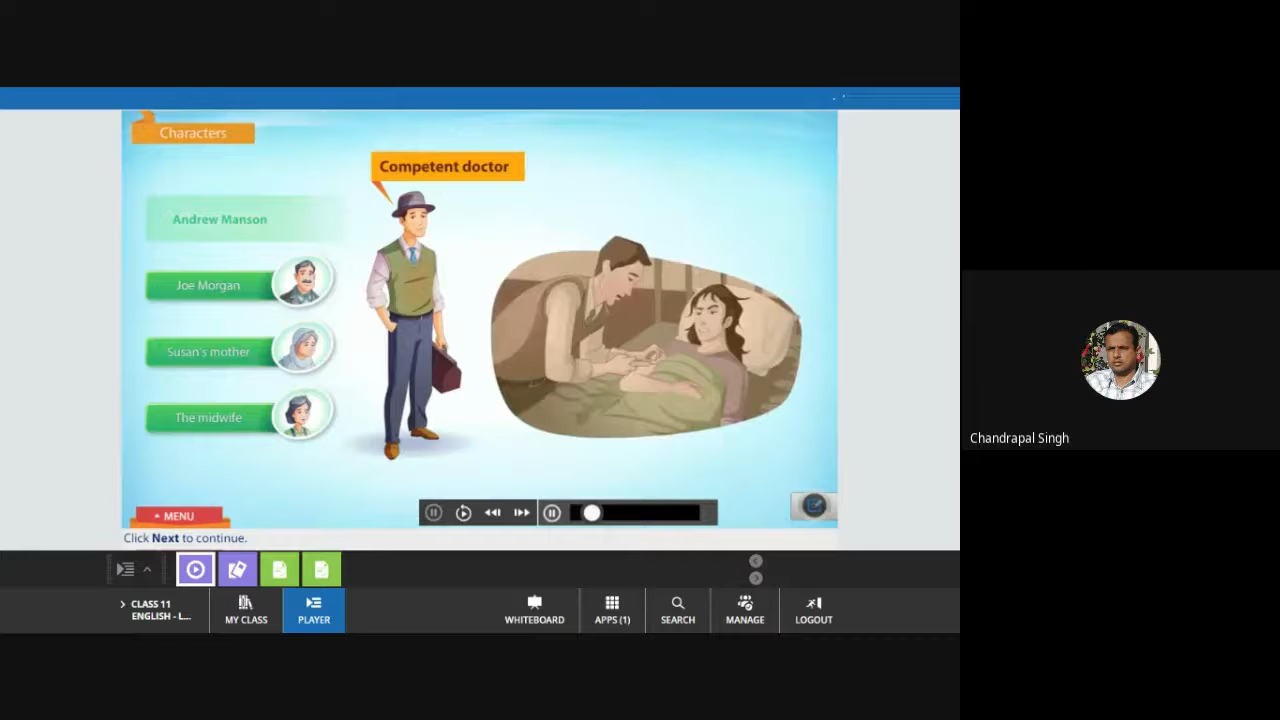 Characters
Competent doctor
Andrew Manson
Joe Morgan
Susan's mother
The midwife
MENU
Click Next to continue.
CLASS 11
ENGLISH - L...
MY CLASS
PLAYER
WHITEBOARD
APPS (1)
SEARCH
MANAGE
LOGOUT
Chandrapal Singh